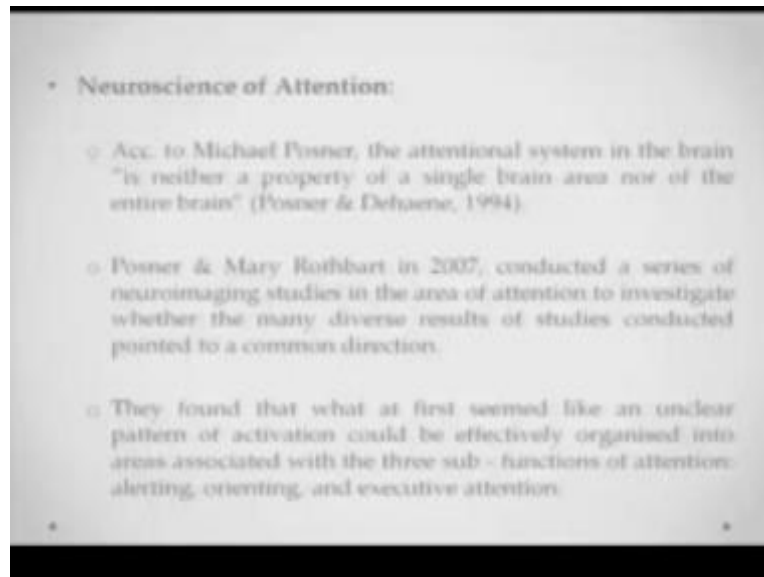 • Neuroscience of Attention:
o Acc. to Michael Posner, the attentional system in the brain
"is neither a property of a single brain area nor of the
entire brain" (Posner & Dehaene, 1994).
o Posner & Mary Rothbart in 2007, conducted a series of
neuroimaging studies in the area of attention to investigate
whether the many diverse results of studies conducted
pointed to a common direction.
o They found that what at first seemed like an unclear
pattern of activation could be effectively organised into
areas associated with the three sub - functions of attention:
alerting, orienting, and executive attention.